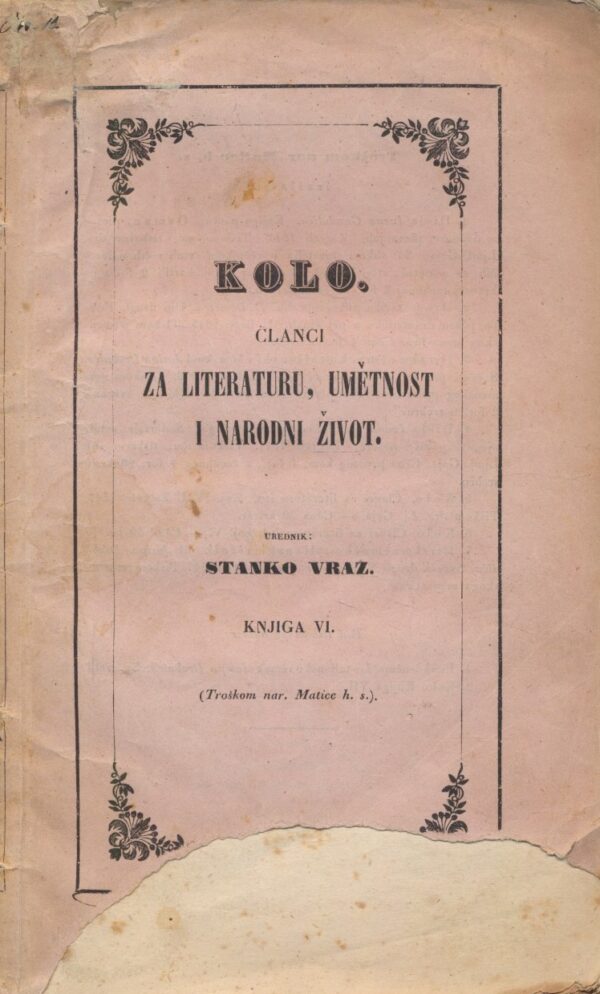 KOLO.
ČLANCI
ZA LITERATURU, UMĚTNOST
I NARODNI ŽIVOT.
UREDNIK:
STANKO VRAZ.
KNJIGA VI.
(Troškom nar. Matice h. s.).